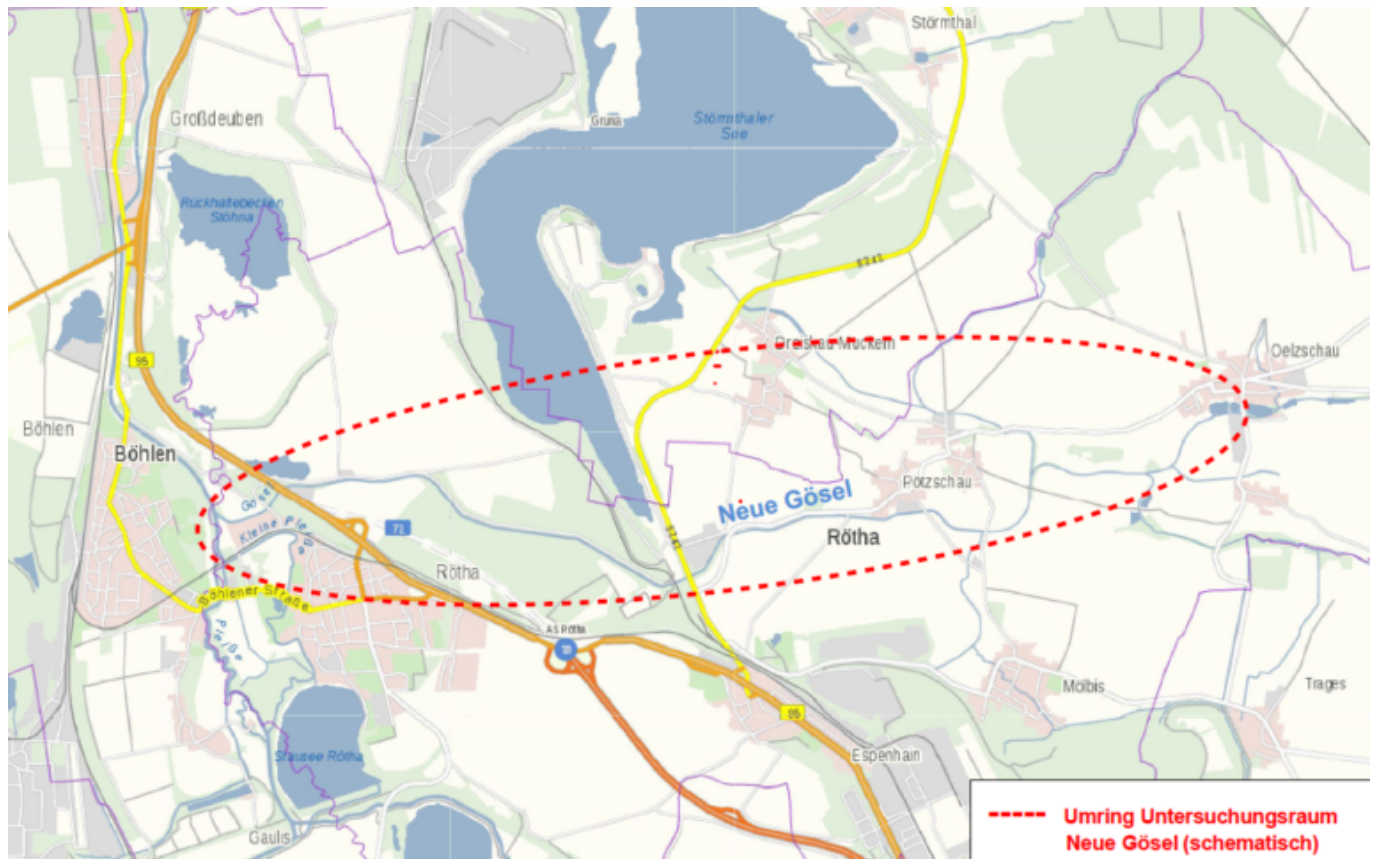 Störmthal
Großdeuben
Gruna
Störmthaler
See
Rückhaltebecken
Stöhna
S242
Dreiskau-Muckern
Oelzschau
95
Böhlen
Böhlen
Pötzschau
Neue Gösel
Gösel
Kleine Pleiße
72
S242
Rötha
Rötha
Böhlener Straße
Pleiße
AS Rötha
Mölbis
Trages
95
Stausee Rötha
Espenhain
Gaulis
Umring Untersuchungsraum
Neue Gösel (schematisch)